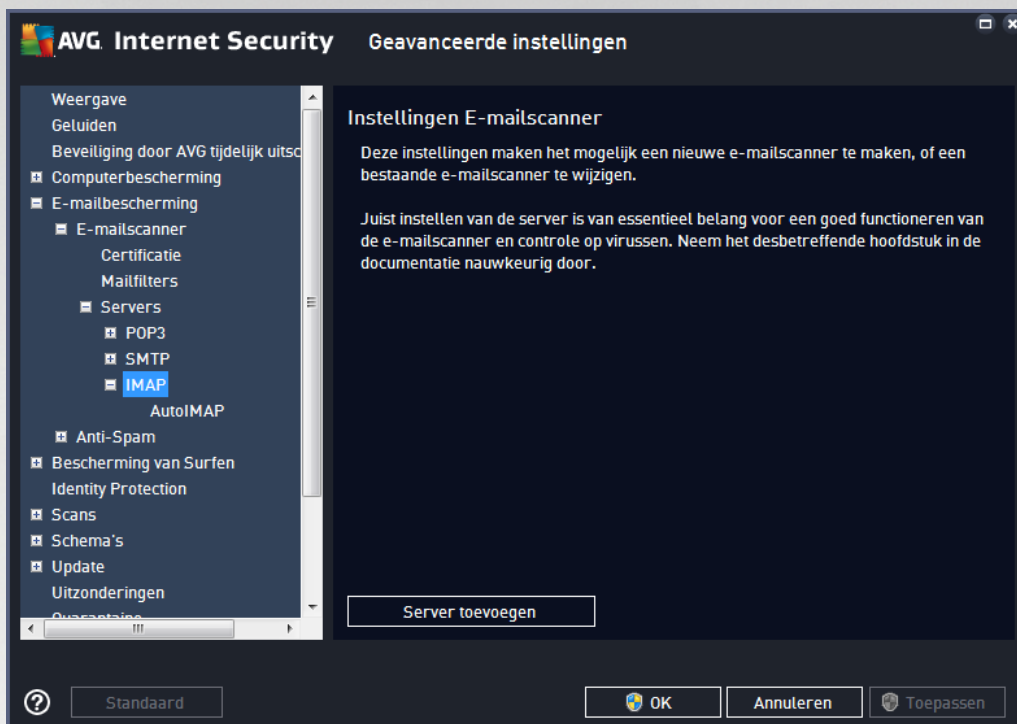 AVG. Internet Security Geavanceerde instellingen
Weergave
Geluiden
Beveiliging door AVG tijdelijk uitsc
Computerbescherming
E-mailbescherming
E-mailscanner
Certificatie
Mailfilters
Servers
POP3
SMTP
IMAP
AutoIMAP
Anti-Spam
Bescherming van Surfen
Identity Protection
Scans
Schema's
Update
Uitzonderingen
Quarantaine
Instellingen E-mailscanner
Deze instellingen maken het mogelijk een nieuwe e-mailscanner te maken, of een
bestaande e-mailscanner te wijzigen.
Juist instellen van de server is van essentieel belang voor een goed functioneren van
de e-mailscanner en controle op virussen. Neem het desbetreffende hoofdstuk in de
documentatie nauwkeurig door.
Server toevoegen
? Standaard OK Annuleren Toepassen